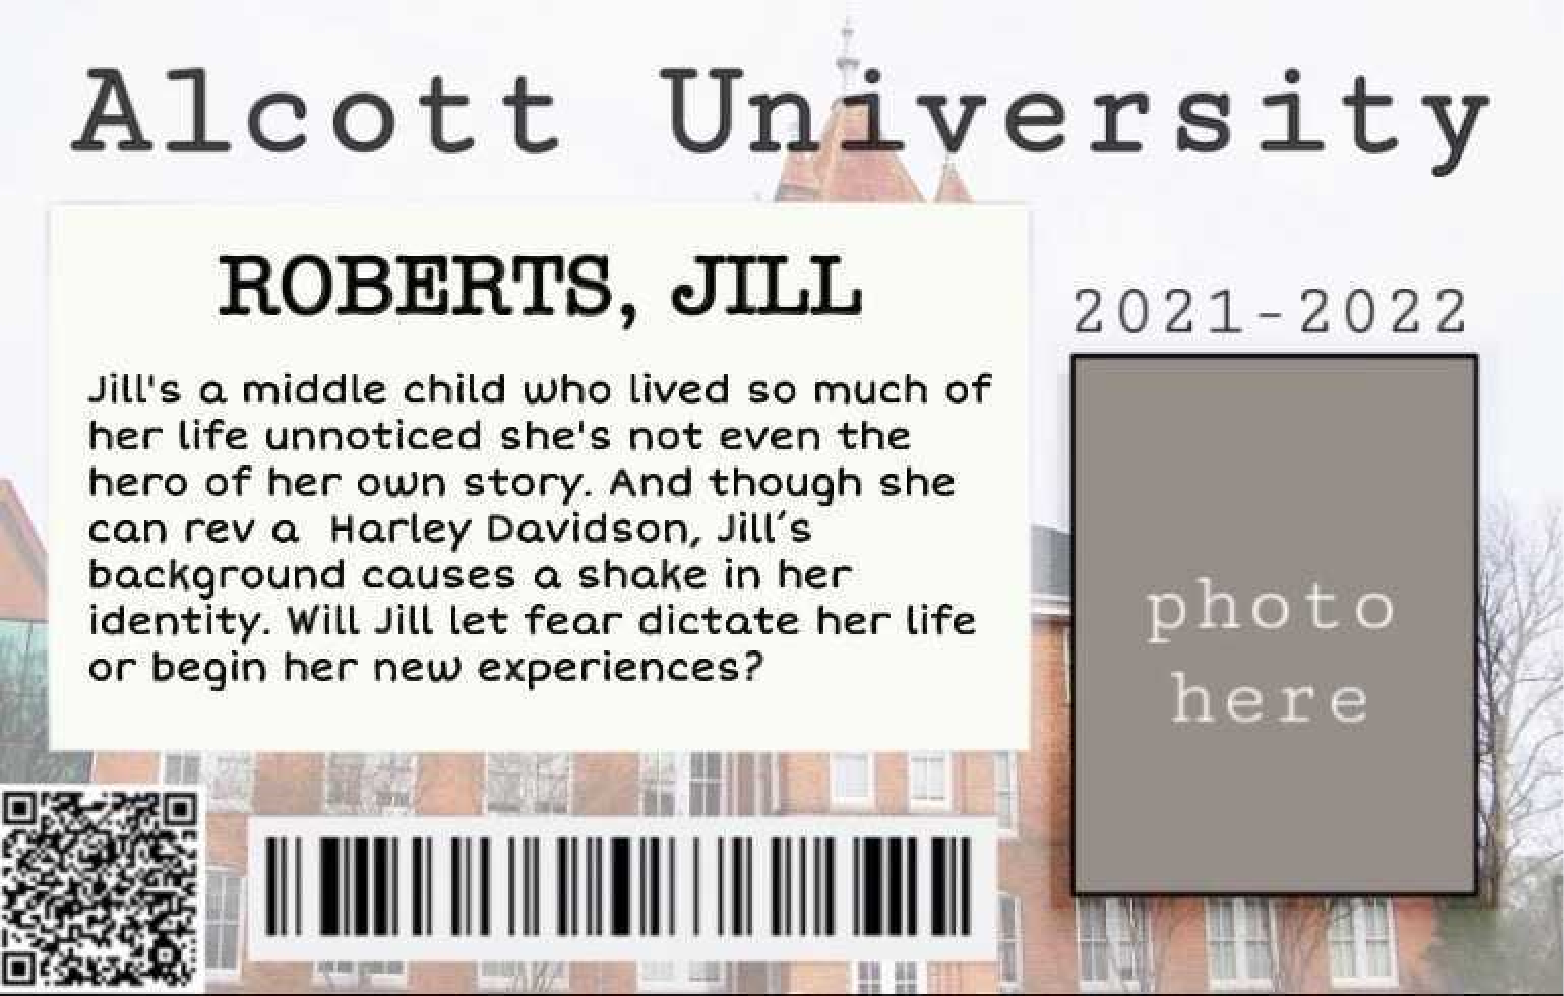 Alcott University
ROBERTS, JILL
2021-2022
Jill's a middle child who lived so much of
her life unnoticed she's not even the
hero of her own story. And though she
can rev a  Harley Davidson, Jill’s
background causes a shake in her
identity. Will Jill let fear dictate her life
or begin her new experiences?
photo
here